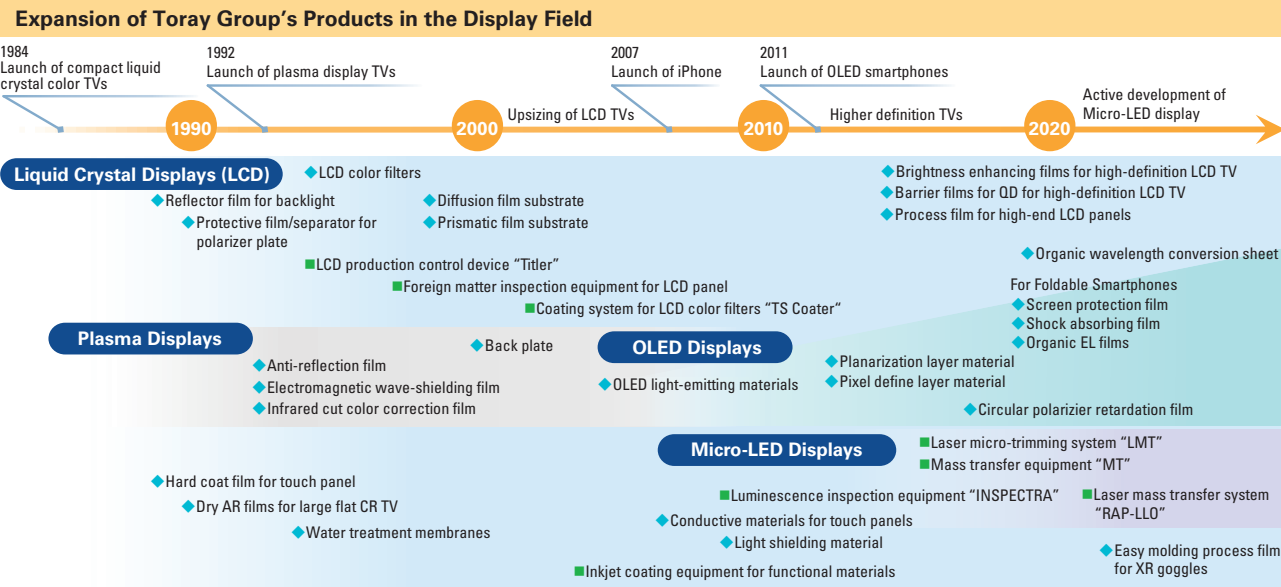 Expansion of Toray Group’s Products in the Display Field
1984
Launch of compact liquid
crystal color TVs
1992
Launch of plasma display TVs
2007
Launch of iPhone
2011
Launch of OLED smartphones
1990
2000
Upsizing of LCD TVs
2010
Higher definition TVs
2020
Active development of
Micro-LED display
Liquid Crystal Displays (LCD)
LCD color filters
Reflector film for backlight
Protective film/separator for
polarizer plate
Diffusion film substrate
Prismatic film substrate
LCD production control device “Titler”
Foreign matter inspection equipment for LCD panel
Coating system for LCD color filters “TS Coater“
Brightness enhancing films for high-definition LCD TV
Barrier films for QD for high-definition LCD TV
Process film for high-end LCD panels
Organic wavelength conversion sheet
For Foldable Smartphones
Screen protection film
Shock absorbing film
Organic EL films
Plasma Displays
Back plate
Anti-reflection film
Electromagnetic wave-shielding film
Infrared cut color correction film
OLED Displays
OLED light-emitting materials
Planarization layer material
Pixel define layer material
Circular polarizier retardation film
Micro-LED Displays
Laser micro-trimming system “LMT”
Mass transfer equipment “MT”
Luminescence inspection equipment “INSPECTRA”
Laser mass transfer system
“RAP-LLO”
Hard coat film for touch panel
Dry AR films for large flat CR TV
Water treatment membranes
Conductive materials for touch panels
Light shielding material
Inkjet coating equipment for functional materials
Easy molding process film
for XR goggles